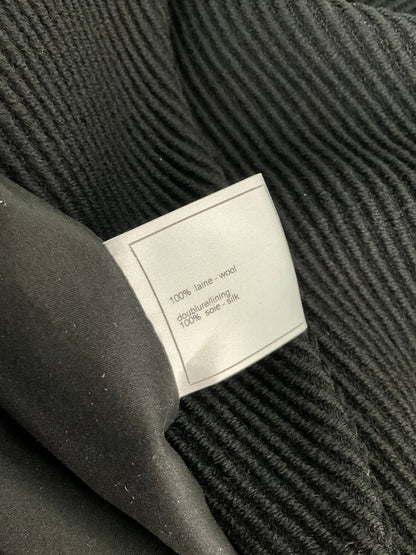 100% laine - wool
doublure/lining
100% soie - silk